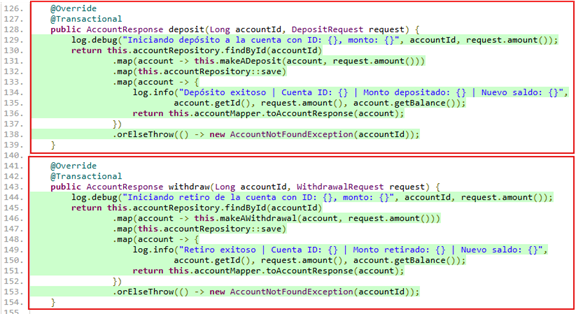 126. @Override
127. @Transactional
128. public AccountResponse deposit(Long accountId, DepositRequest request) {
129. log.debug("Iniciando depósito a la cuenta con ID: {}, monto: {}", accountId, request.amount());
130. return this.accountRepository.findById(accountId)
131. .map(account -> this.makeADeposit(account, request.amount()))
132. .map(this.accountRepository::save)
133. .map(account -> {
134. log.info("Depósito exitoso | Cuenta ID: {} | Monto depositado: {} | Nuevo saldo: {}",
135. account.getId(), request.amount(), account.getBalance());
136. return this.accountMapper.toAccountResponse(account);
137. })
138. .orElseThrow(() -> new AccountNotFoundException(accountId));
139. }
140.
141. @Override
142. @Transactional
143. public AccountResponse withdraw(Long accountId, WithdrawalRequest request) {
144. log.debug("Iniciando retiro de la cuenta con ID: {}, monto: {}", accountId, request.amount());
145. return this.accountRepository.findById(accountId)
146. .map(account -> this.makeAWithdrawal(account, request.amount()))
147. .map(this.accountRepository::save)
148. .map(account -> {
149. log.info("Retiro exitoso | Cuenta ID: {} | Monto retirado: {} | Nuevo saldo: {}",
150. account.getId(), request.amount(), account.getBalance());
151. return this.accountMapper.toAccountResponse(account);
152. })
153. .orElseThrow(() -> new AccountNotFoundException(accountId));
154. }
155.